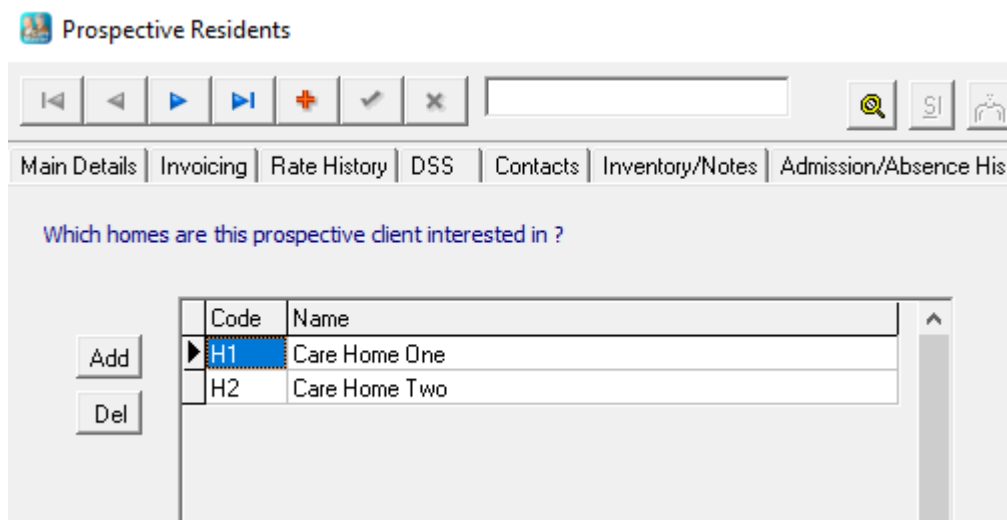 Prospective Residents
SI
Main Details Invoicing Rate History DSS Contacts Inventory/Notes Admission/Absence His
Which homes are this prospective client interested in ?
Code Name
Add H1 Care Home One
H2 Care Home Two
Del